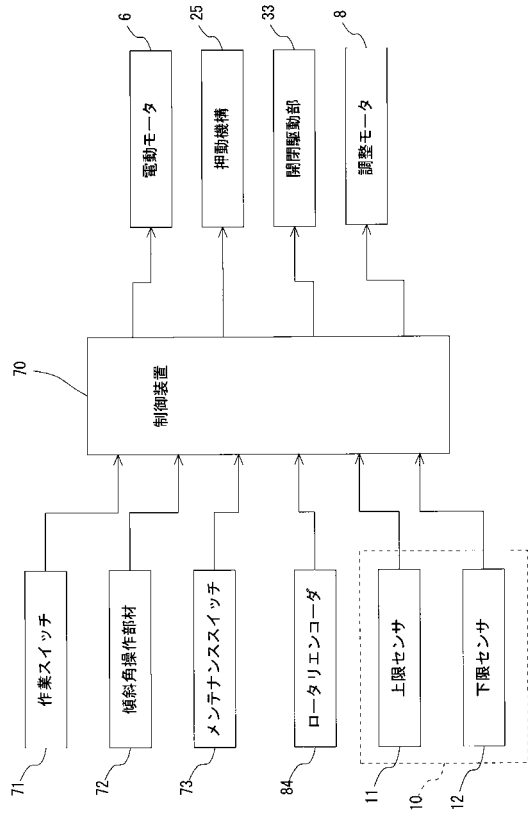 70
制御装置
71
作業スイッチ
72
傾斜角操作部材
73
メンテナンススイッチ
84
ロータリエンコーダ
11
上限センサ
10
12
下限センサ
電動モータ
6
押動機構
25
開閉駆動部
33
調整モータ
8